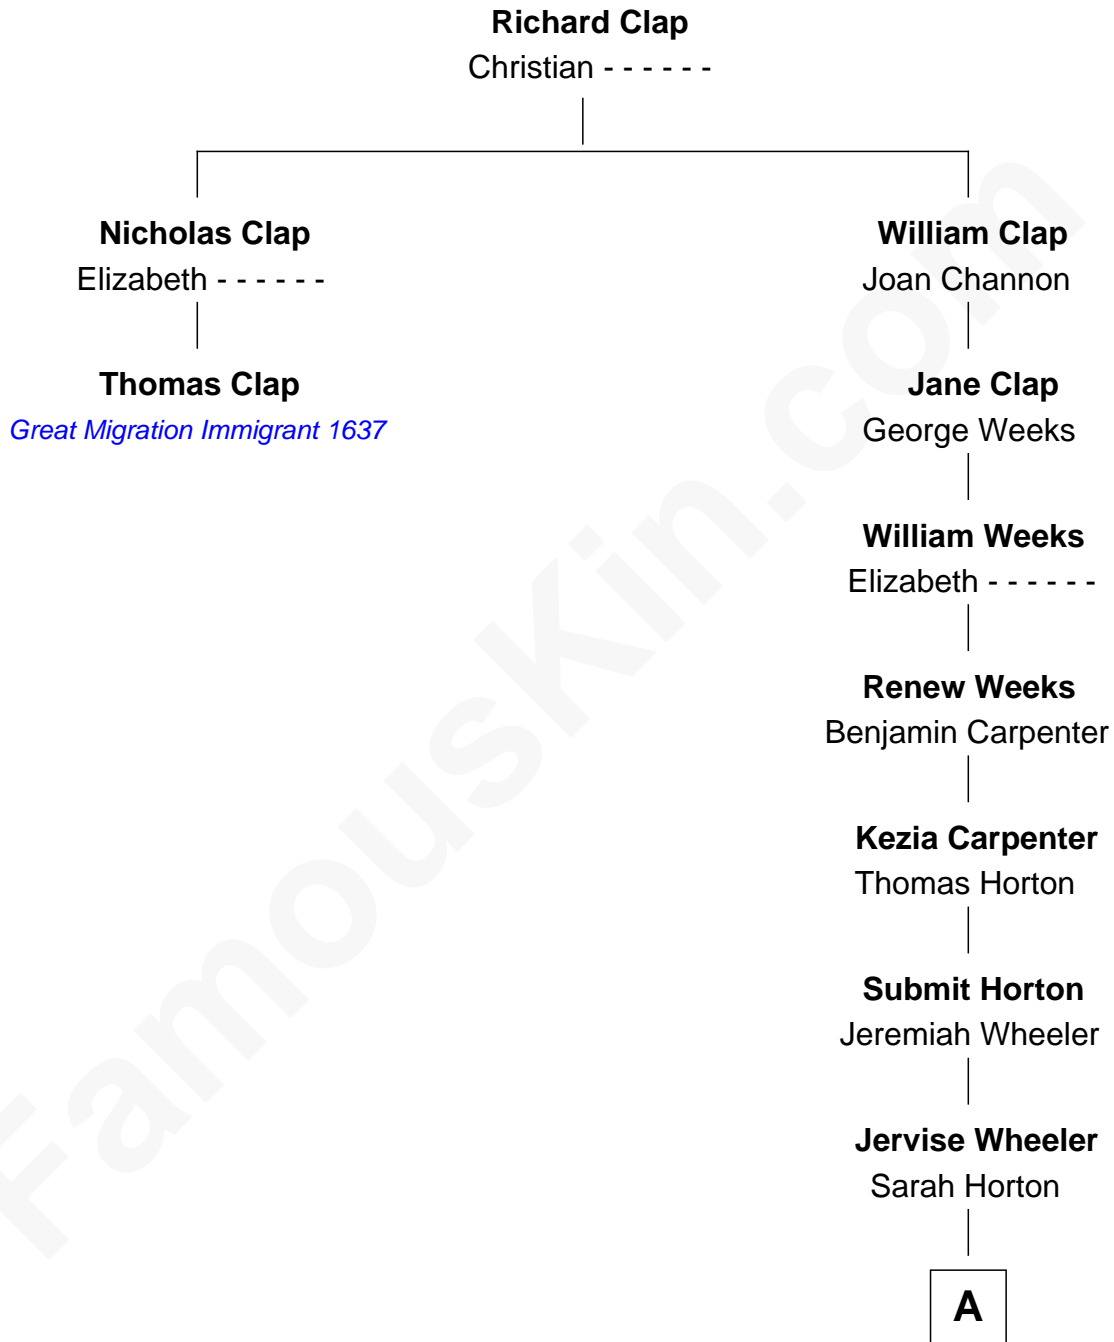 Richard Clap
Christian - - - - - -
Nicholas Clap
Elizabeth - - - - - -
Thomas Clap
Great Migration Immigrant 1637
William Clap
Joan Channon
Jane Clap
George Weeks
William Weeks
Elizabeth - - - - - -
Renew Weeks
Benjamin Carpenter
Kezia Carpenter
Thomas Horton
Submit Horton
Jeremiah Wheeler
Jervise Wheeler
Sarah Horton
A
FamousKin.com